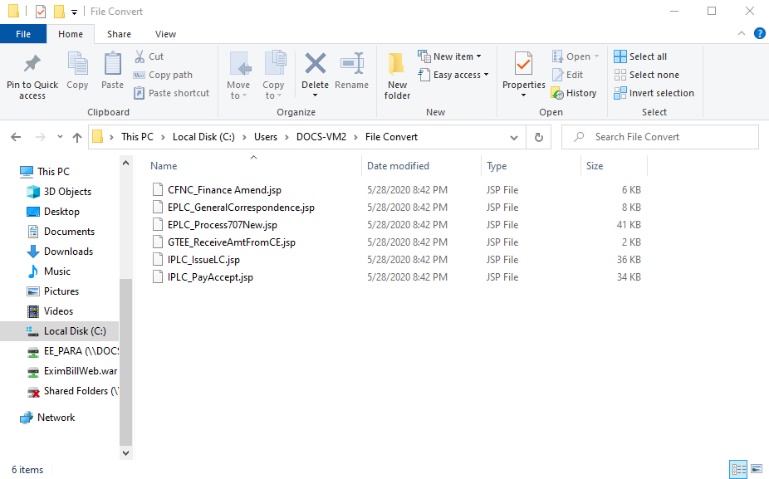 File Convert
File Home Share View
Pin to Quick access
Copy
Paste
Cut
Copy path
Paste shortcut
Clipboard
Move to
Copy to
Delete
Rename
Organize
New folder
New item
Easy access
New
Properties
Open
Edit
History
Open
Select all
Select none
Invert selection
Select
This PC > Local Disk (C:) > Users > DOCS-VM2 > File Convert
Search File Convert
This PC
3D Objects
Desktop
Documents
Downloads
Music
Pictures
Videos
Local Disk (C:)
EE_PARA (\\DOCS
EximBillWeb.war
Shared Folders (\\
Network
Name Date modified Type Size
CFNC_Finance Amend.jsp 5/28/2020 8:42 PM JSP File 6 KB
EPLC_GeneralCorrespondence.jsp 5/28/2020 8:42 PM JSP File 8 KB
EPLC_Process707New.jsp 5/28/2020 8:42 PM JSP File 41 KB
GTEE_ReceiveAmtFromCE.jsp 5/28/2020 8:42 PM JSP File 2 KB
IPLC_IssueLC.jsp 5/28/2020 8:42 PM JSP File 36 KB
IPLC_PayAccept.jsp 5/28/2020 8:42 PM JSP File 34 KB
6 items